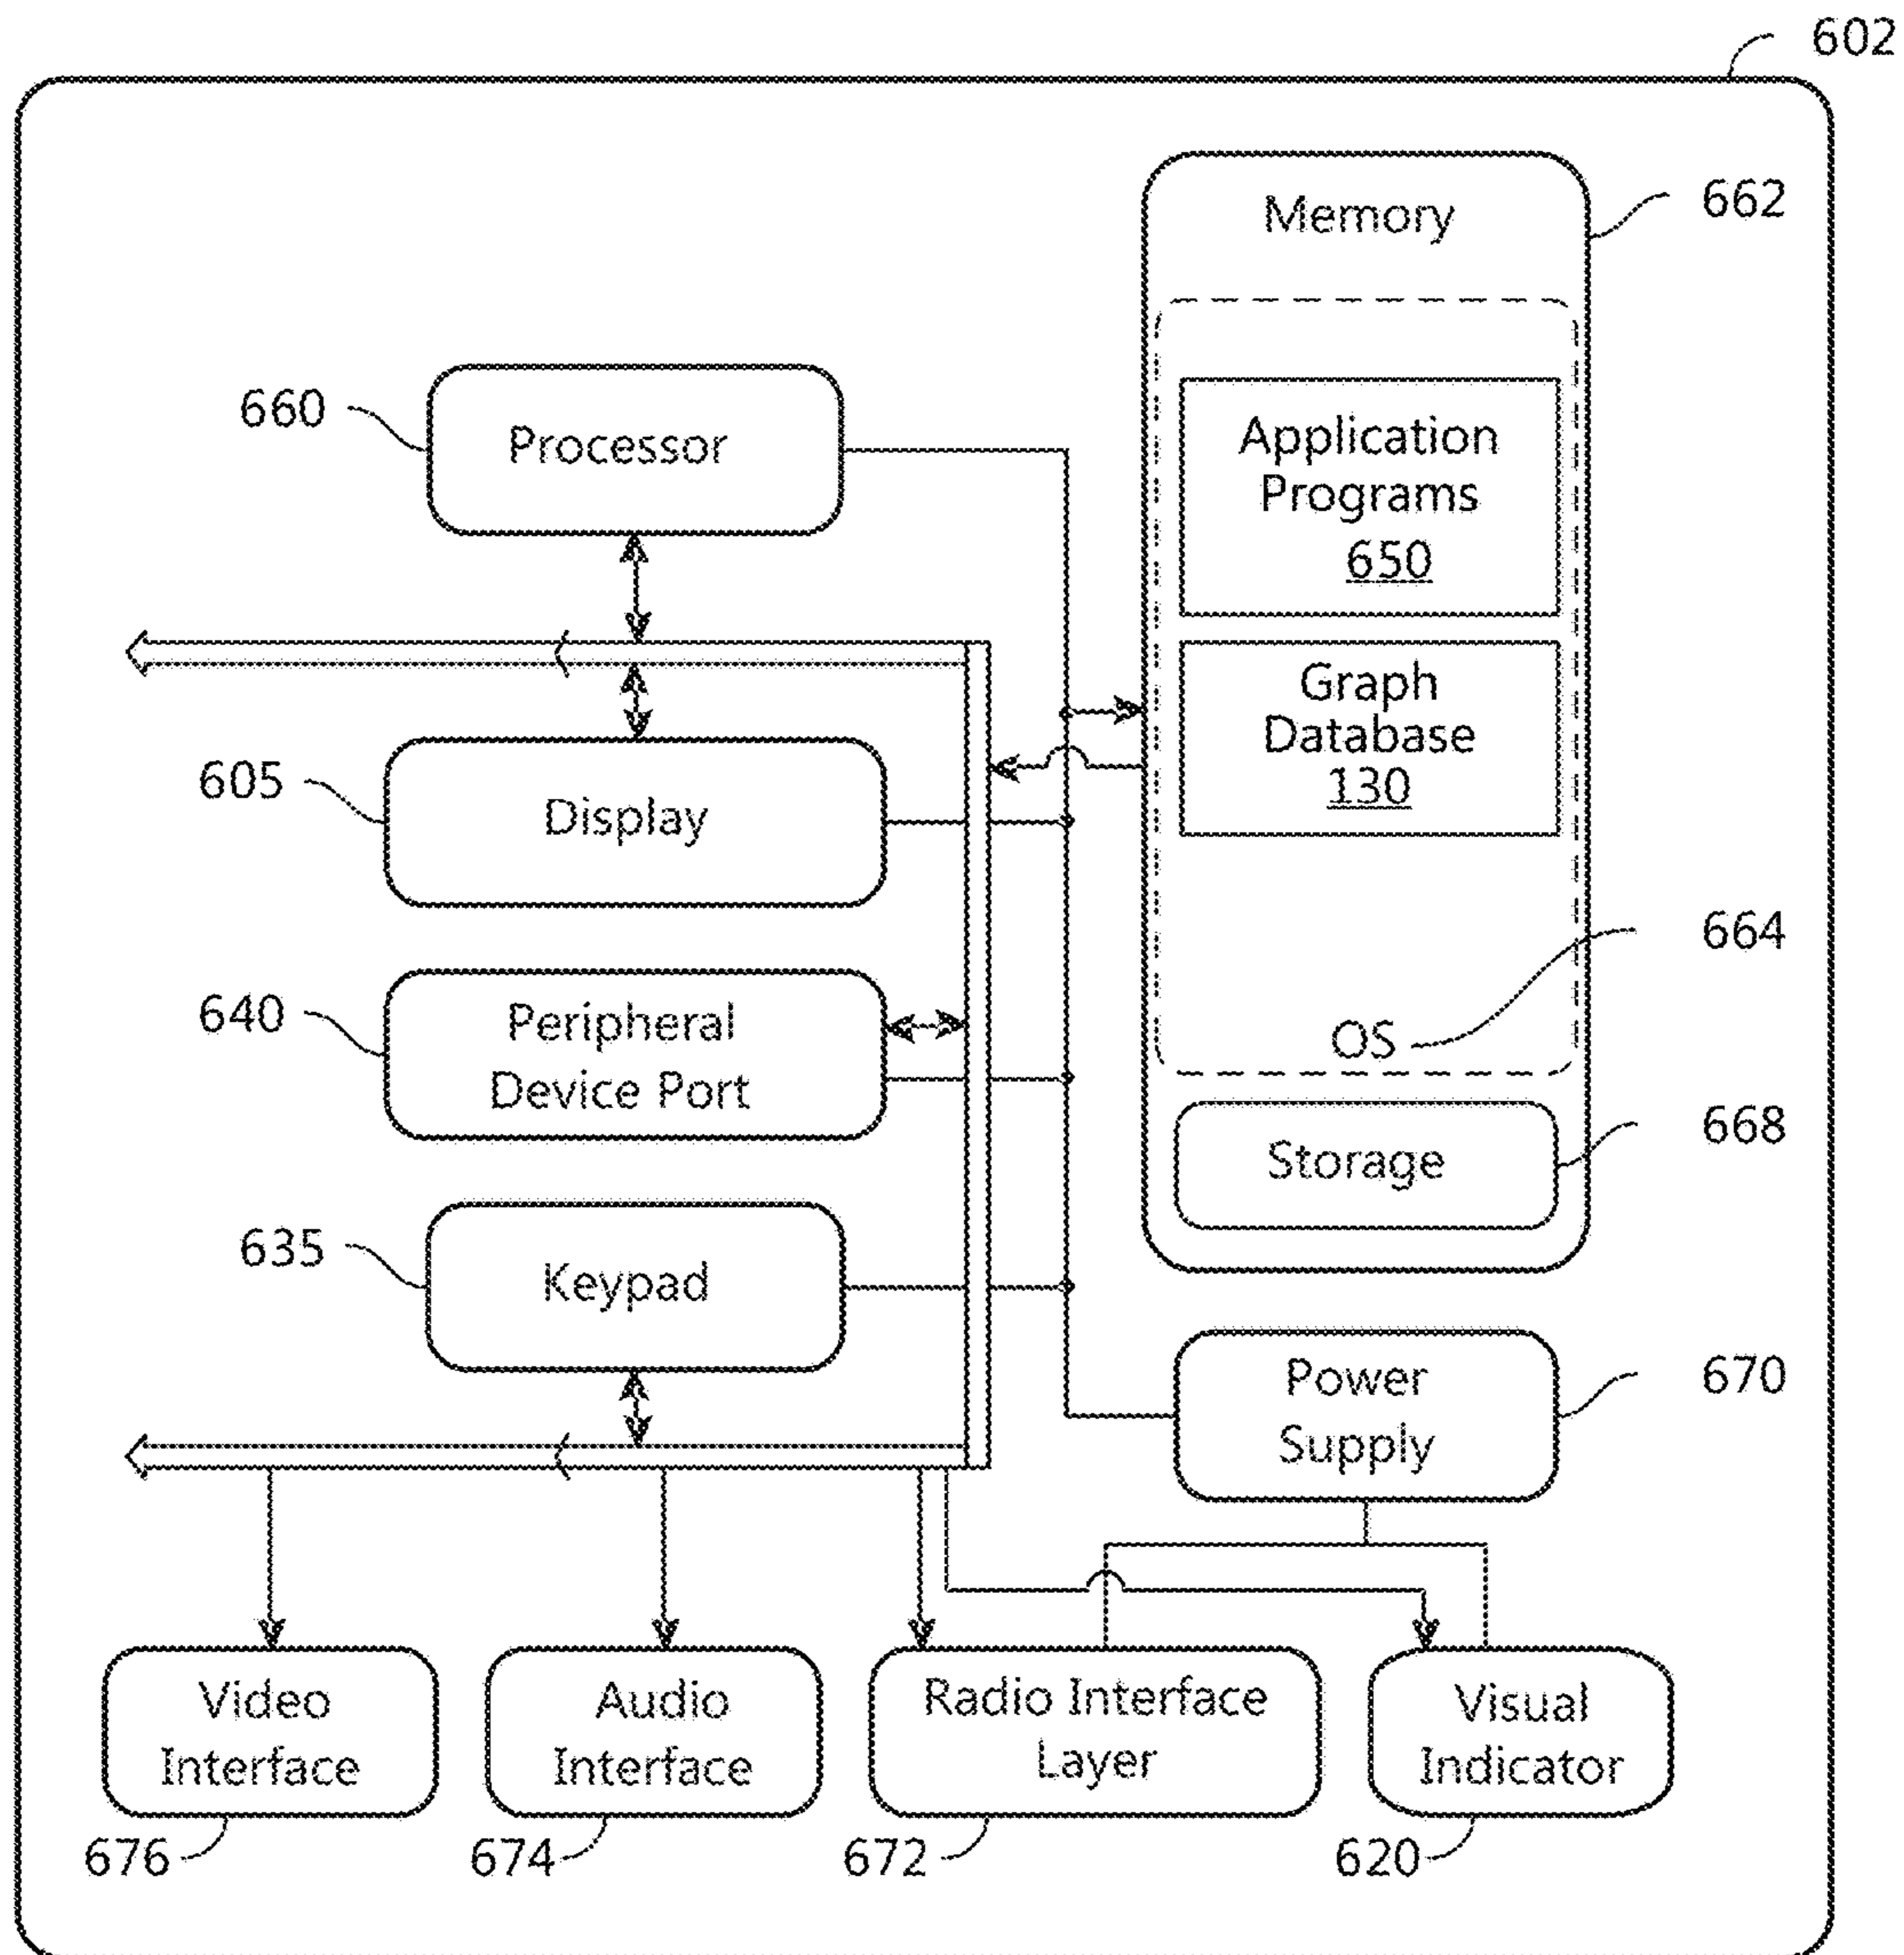 602
Memory
662
Application
Programs
650
660
Processor
Graph
Database
130
605
Display
664
OS
640
Peripheral
Device Port
668
Storage
635
Keypad
670
Power
Supply
Video
Interface
676
Audio
Interface
674
Radio Interface
Layer
672
Visual
Indicator
620